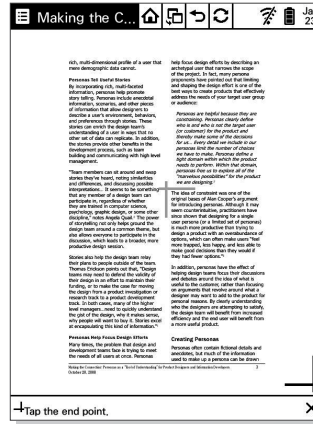 Making the C...
Ja
23
rich, multi-dimensional profile of a user that
mere demographic data cannot.
Personas Tell Useful Stories
By incorporating rich, multi-faceted
information, personas help promote
story telling. Personas include anecdotal
information, scenarios, and other pieces
of information that allow designers to
describe a user's environment, behaviors,
and preferences through stories. These
stories can enrich the design team's
understanding of a user in ways that no
other set of data can replicate. In addition,
the stories provide other benefits in the
development process, such as team
building and communicating with high level
management.
"Team members can sit around and swap
stories they've heard, noting similarities
and differences, and discussing possible
interpretations... It seems to be something
that any member of a design team can
participate in, regardless of whether
they are trained in computer science,
psychology, graphic design, or some other
discipline," notes Angela Quail.⁴ The power
of storytelling not only helps ground the
design team around a common theme, but
also allows everyone to participate in the
discussion, which leads to a broader, more
productive design session.
Stories also help the design team relay
their plans to people outside of the team.
Thomas Erickson points out that, "Design
teams may need to defend the validity of
their design in an effort to maintain their
funding, or to make the case for moving
the design from a product investigation or
research track to a product development
track. In both cases, many of the higher
level managers...need to quickly understand
the gist of the design, why it makes sense,
why people will want to buy it. Stories excel
at encapsulating this kind of information."⁵
Personas Help Focus Design Efforts
Many times, the problem that design and
development teams face is trying to meet
the needs of all users at once. Personas
help focus design efforts by describing an
archetypal user that narrows the scope
of the project. In fact, many persona
proponents have pointed out that limiting
and shaping the design effort is one of the
best ways to create products that effectively
address the needs of your target user group
or audience:
Personas are helpful because they are
constraining. Personas clearly define
who is and who is not the target user
(or customer) for the product and
thereby make some of the decisions
for us... Every detail we include in our
personas limit the number of choices
we have to make. Personas define a
tight domain within which the product
needs to perform. Within that domain,
personas free us to explore all of the
"marvelous possibilities" for the product
we are designing.⁶
The idea of constraint was one of the
original bases of Alan Cooper's argument
for introducing personas. Although it may
seem counterintuitive, practitioners have
since shown that designing for a single
user persona (or a limited set of personas)
is much more productive than trying to
design a product with an overabundance of
options, which can often make users "feel
more trapped, less happy, and less able to
make good decisions than they would if
they had fewer options."⁶
In addition, personas have the effect of
helping design teams focus their discussions
and debates around the idea of what is
useful to the customer, rather than focusing
on arguments that revolve around what a
designer may want to add to the product for
personal reasons. By clearly understanding
who the designers are attempting to satisfy,
the design team will benefit from increased
efficiency and the end user will benefit from
a more useful product.
Creating Personas
Personas often contain fictional details and
anecdotes, but much of the information
used to make up a persona can be drawn
Making the Connection: Personas as a "Tool of Understanding" for Product Designers and Information Developers
3
October 20, 2008
Tap the end point.